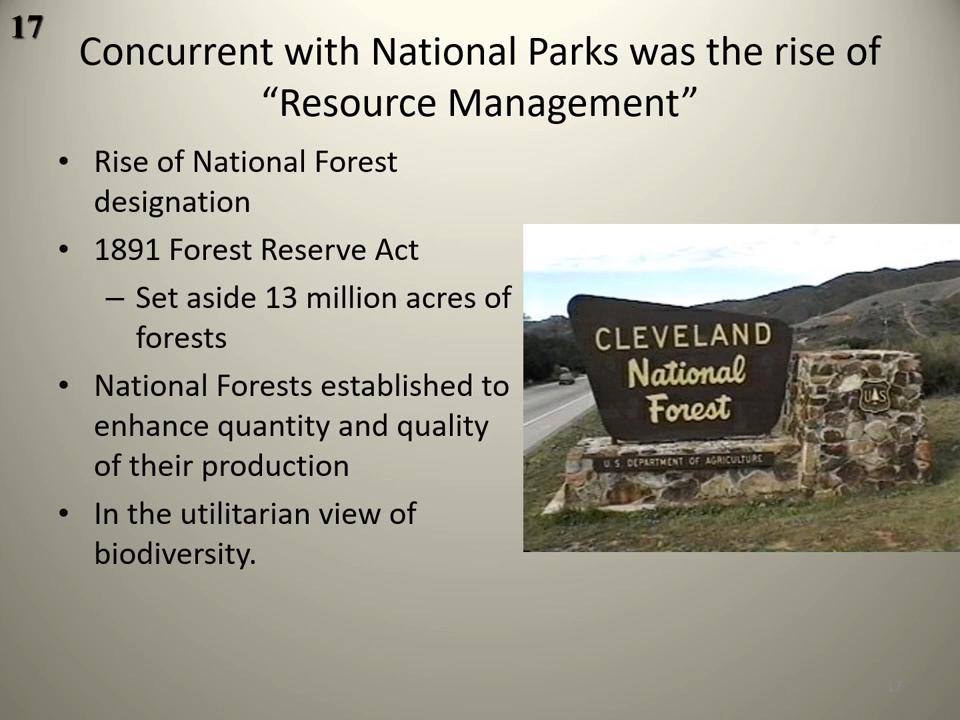 17
Concurrent with National Parks was the rise of
“Resource Management”
• Rise of National Forest
designation
• 1891 Forest Reserve Act
– Set aside 13 million acres of
forests
• National Forests established to
enhance quantity and quality
of their production
• In the utilitarian view of
biodiversity.
CLEVELAND
National
Forest
U.S. DEPARTMENT OF AGRICULTURE
U S
17